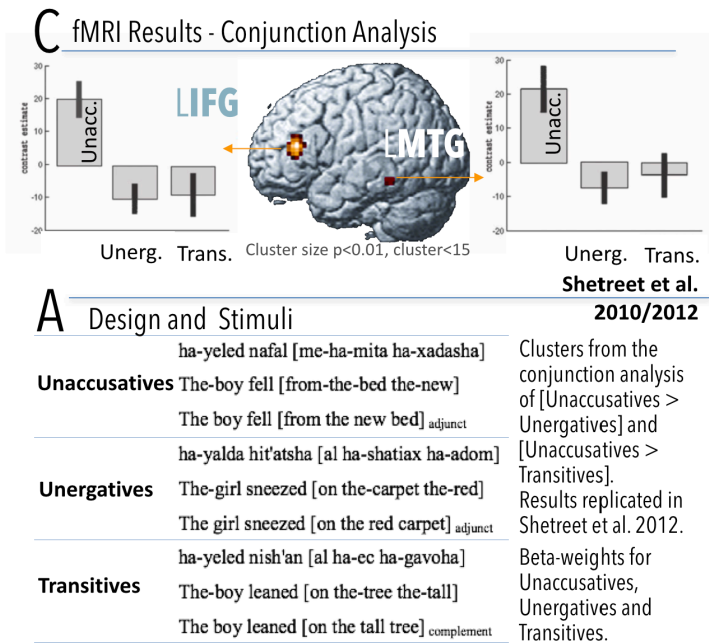 C fMRI Results - Conjunction Analysis
30
20
10
0
-10
-20
contrast estimate
Unacc.
Unerg. Trans.
LIFG
LMTG
Cluster size p<0.01, cluster<15
30
20
10
0
-10
-20
contrast estimate
Unacc.
Unerg. Trans.
Shetreet et al.
2010/2012
A Design and Stimuli
ha-yeled nafal [me-ha-mita ha-xadasha]
Unaccusatives The-boy fell [from-the-bed the-new]
The boy fell [from the new bed] adjunct
ha-yalda hit'atsha [al ha-shatiax ha-adom]
Unergatives The-girl sneezed [on the-carpet the-red]
The girl sneezed [on the red carpet] adjunct
ha-yeled nish'an [al ha-ec ha-gavoha]
Transitives The-boy leaned [on the-tree the-tall]
The boy leaned [on the tall tree] complement
Clusters from the
conjunction analysis
of [Unaccusatives >
Unergatives] and
[Unaccusatives >
Transitives].
Results replicated in
Shetreet et al. 2012.
Beta-weights for
Unaccusatives,
Unergatives and
Transitives.